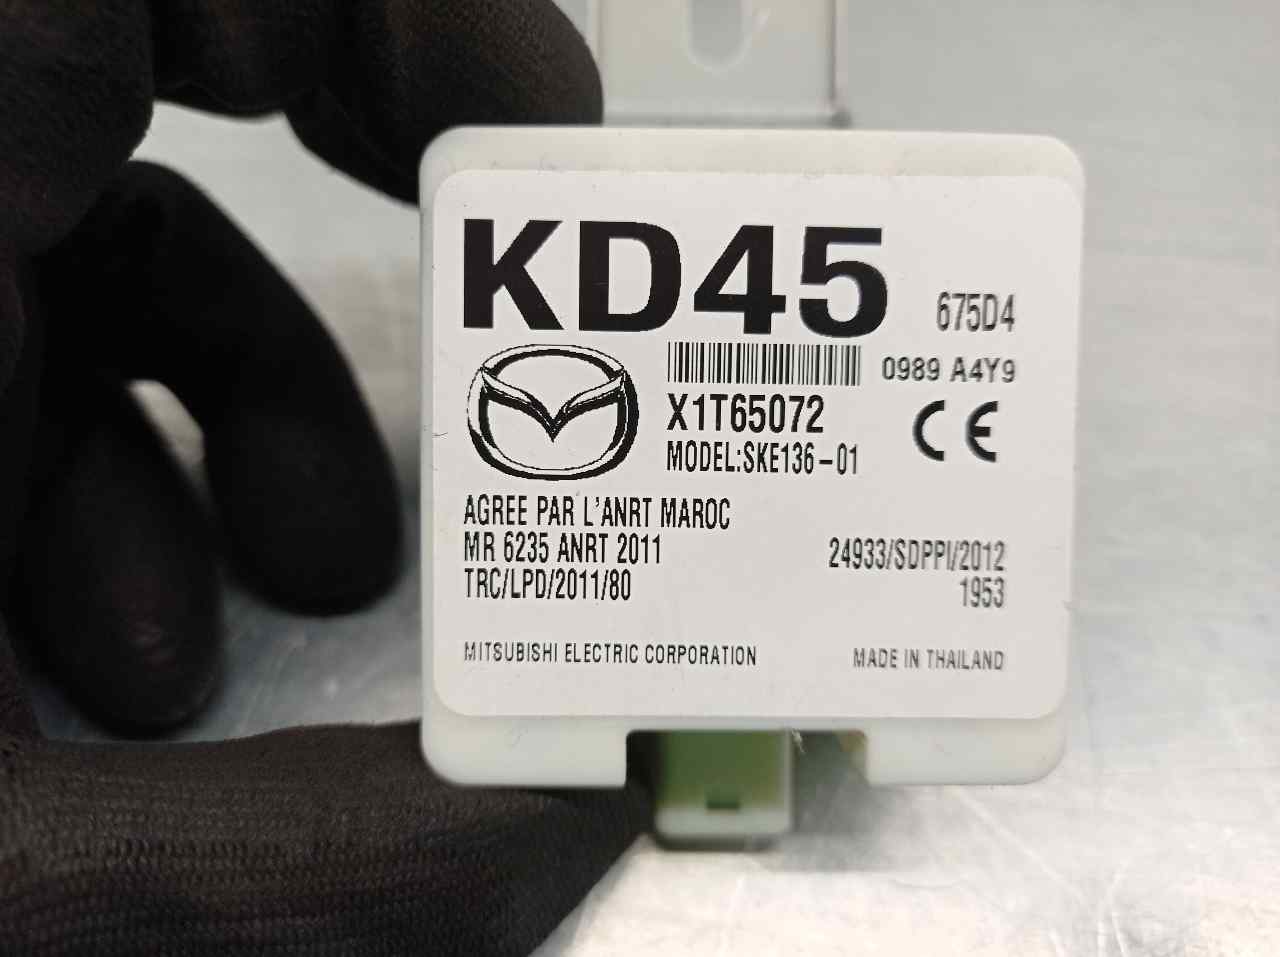 KD45 675D4
0989 A4Y9
X1T65072
MODEL:SKE136-01
CE
AGREE PAR L'ANRT MAROC
MR 6235 ANRT 2011
24933/SDPPI/2012
TRC/LPD/2011/80
1953
MITSUBISHI ELECTRIC CORPORATION
MADE IN THAILAND